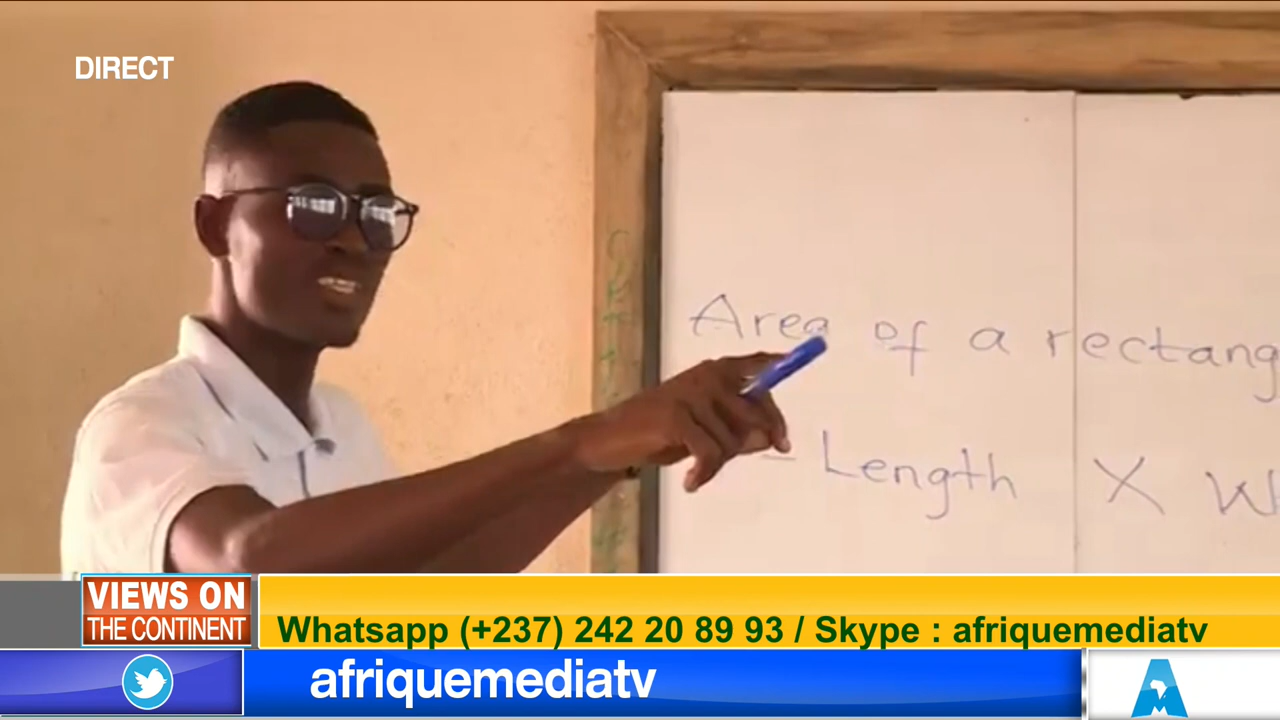 DIRECT
Area of a rectang
= Length X W
VIEWS ON
THE CONTINENT
Whatsapp (+237) 242 20 89 93 / Skype : afriquemediatv
afriquemediatv